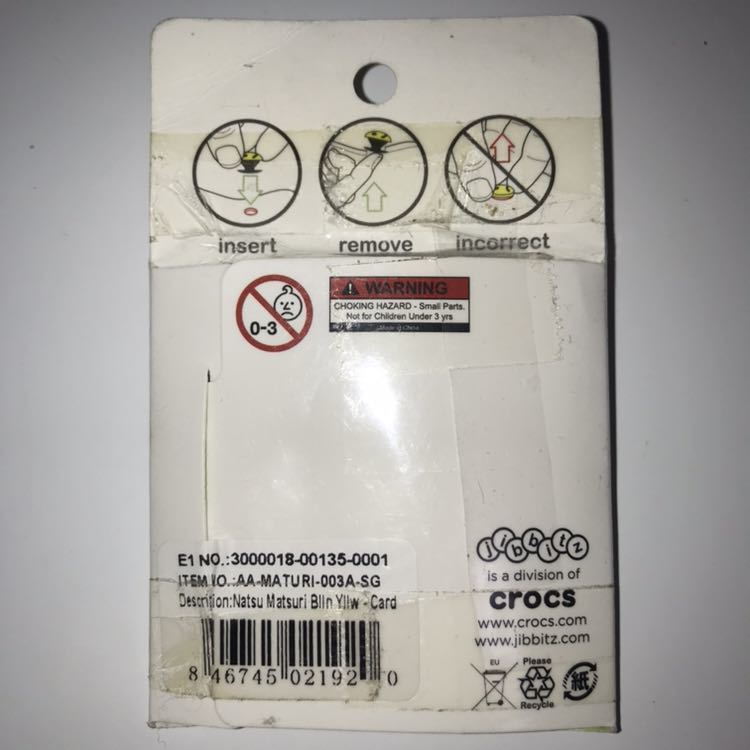 insert remove incorrect
0-3
WARNING
CHOKING HAZARD - Small Parts.
Not for Children Under 3 yrs
Made in China
E1 NO.:3000018-00135-0001
ITEM NO.:AA-MATURI-003A-SG
Description:Natsu Matsuri Blln Yllw - Card
8 46745 02192 0
jibbitz
is a division of
crocs
www.crocs.com
www.jibbitz.com
EU
Please
Recycle
紙